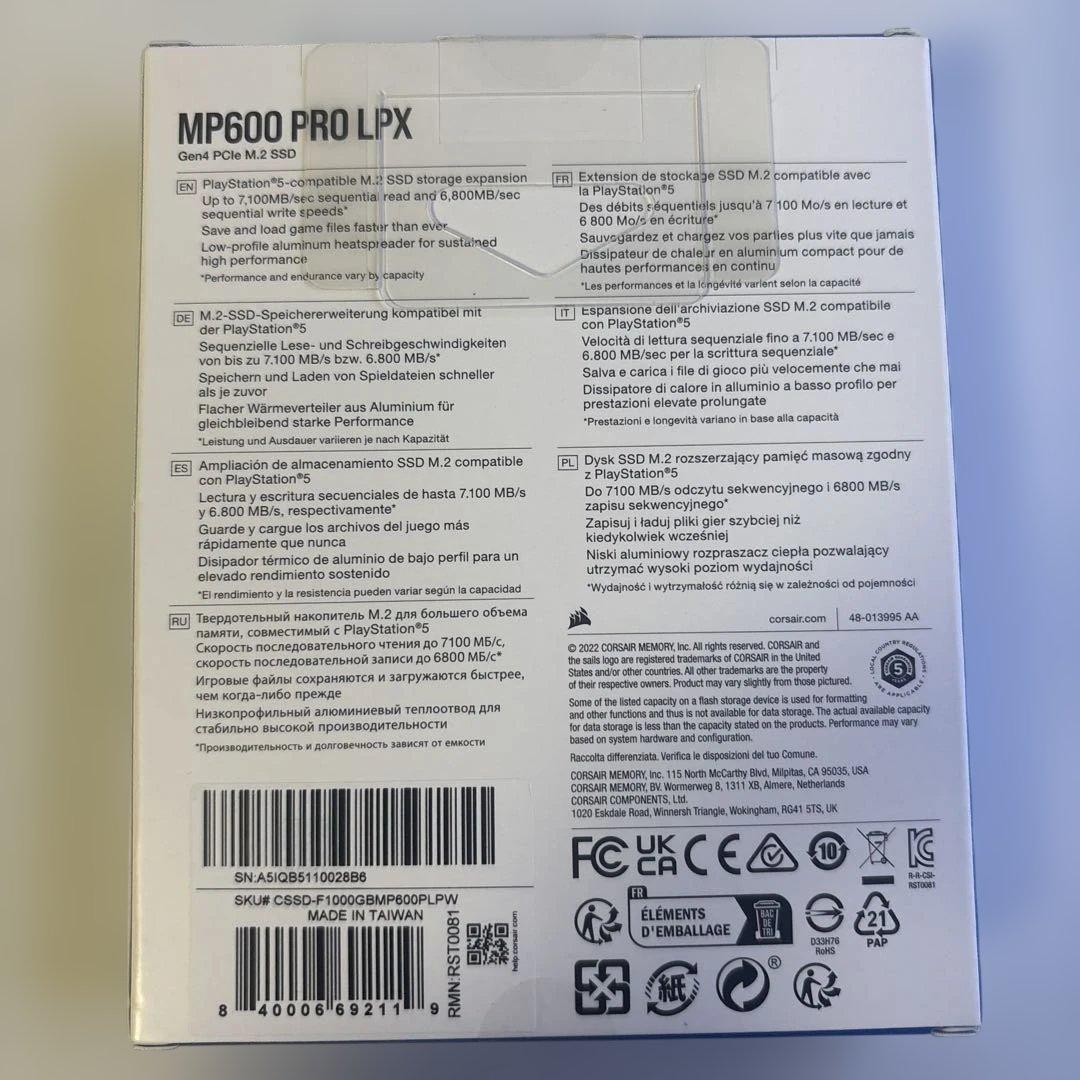 MP600 PRO LPX
Gen4 PCIe M.2 SSD
EN
PlayStation®5-compatible M.2 SSD storage expansion
Up to 7,100MB/sec sequential read and 6,800MB/sec
sequential write speeds*
Save and load game files faster than ever
Low-profile aluminum heatspreader for sustained
high performance
*Performance and endurance vary by capacity
FR
Extension de stockage SSD M.2 compatible avec
la PlayStation®5
Des débits séquentiels jusqu'à 7 100 Mo/s en lecture et
6 800 Mo/s en écriture*
Sauvegardez et chargez vos parties plus vite que jamais
Dissipateur de chaleur en aluminium compact pour de
hautes performances en continu
*Les performances et la longévité varient selon la capacité
DE
M.2-SSD-Speichererweiterung kompatibel mit
der PlayStation®5
Sequenzielle Lese- und Schreibgeschwindigkeiten
von bis zu 7.100 MB/s bzw. 6.800 MB/s*
Speichern und Laden von Spieldateien schneller
als je zuvor
Flacher Wärmeverteiler aus Aluminium für
gleichbleibend starke Performance
*Leistung und Ausdauer variieren je nach Kapazität
IT
Espansione dell'archiviazione SSD M.2 compatibile
con PlayStation®5
Velocità di lettura sequenziale fino a 7.100 MB/sec e
6.800 MB/sec per la scrittura sequenziale*
Salva e carica i file di gioco più velocemente che mai
Dissipatore di calore in alluminio a basso profilo per
prestazioni elevate prolungate
*Prestazioni e longevità variano in base alla capacità
ES
Ampliación de almacenamiento SSD M.2 compatible
con PlayStation®5
Lectura y escritura secuenciales de hasta 7.100 MB/s
y 6.800 MB/s, respectivamente*
Guarde y cargue los archivos del juego más
rápidamente que nunca
Disipador térmico de aluminio de bajo perfil para un
elevado rendimiento sostenido
*El rendimiento y la resistencia pueden variar según la capacidad
PL
Dysk SSD M.2 rozszerzający pamięć masową zgodny
z PlayStation®5
Do 7100 MB/s odczytu sekwencyjnego i 6800 MB/s
zapisu sekwencyjnego*
Zapisuj i ładuj pliki gier szybciej niż
kiedykolwiek wcześniej
Niski aluminiowy rozpraszacz ciepła pozwalający
utrzymać wysoki poziom wydajności
*Wydajność i wytrzymałość różnią się w zależności od pojemności
RU
Твердотельный накопитель M.2 для большего объема
памяти, совместимый с PlayStation®5
Скорость последовательного чтения до 7100 МБ/с,
скорость последовательной записи до 6800 МБ/с*
Игровые файлы сохраняются и загружаются быстрее,
чем когда-либо прежде
Низкопрофильный алюминиевый теплоотвод для
стабильно высокой производительности
*Производительность и долговечность зависят от емкости
corsair.com
48-013995 AA
© 2022 CORSAIR MEMORY, Inc. All rights reserved. CORSAIR and
the sails logo are registered trademarks of CORSAIR in the United
States and/or other countries. All other trademarks are the property
of their respective owners. Product may vary slightly from those pictured.
LOCAL COUNTRY REGULATIONS
5
YEARS
ARE APPLICABLE
Some of the listed capacity on a flash storage device is used for formatting
and other functions and thus is not available for data storage. The actual available capacity
for data storage is less than the capacity stated on the products. Performance may vary
based on system hardware and configuration.
Raccolta differenziata. Verifica le disposizioni del tuo Comune.
CORSAIR MEMORY, Inc. 115 North McCarthy Blvd, Milpitas, CA 95035, USA
CORSAIR MEMORY, BV. Wormerweg 8, 1311 XB, Almere, Netherlands
CORSAIR COMPONENTS, Ltd.
1020 Eskdale Road, Winnersh Triangle, Wokingham, RG41 5TS, UK
SN:A5IQB5110028B6
SKU# CSSD-F1000GBMP600PLPW
MADE IN TAIWAN
8 40006 69211 9
RMN:RST0081
help.corsair.com
FC
UK
CA
CE
10
R-R-CSI-
RST0081
FR
ÉLÉMENTS
D'EMBALLAGE
BAC
DE
TRI
D33H76
RoHS
21
PAP
紙
®